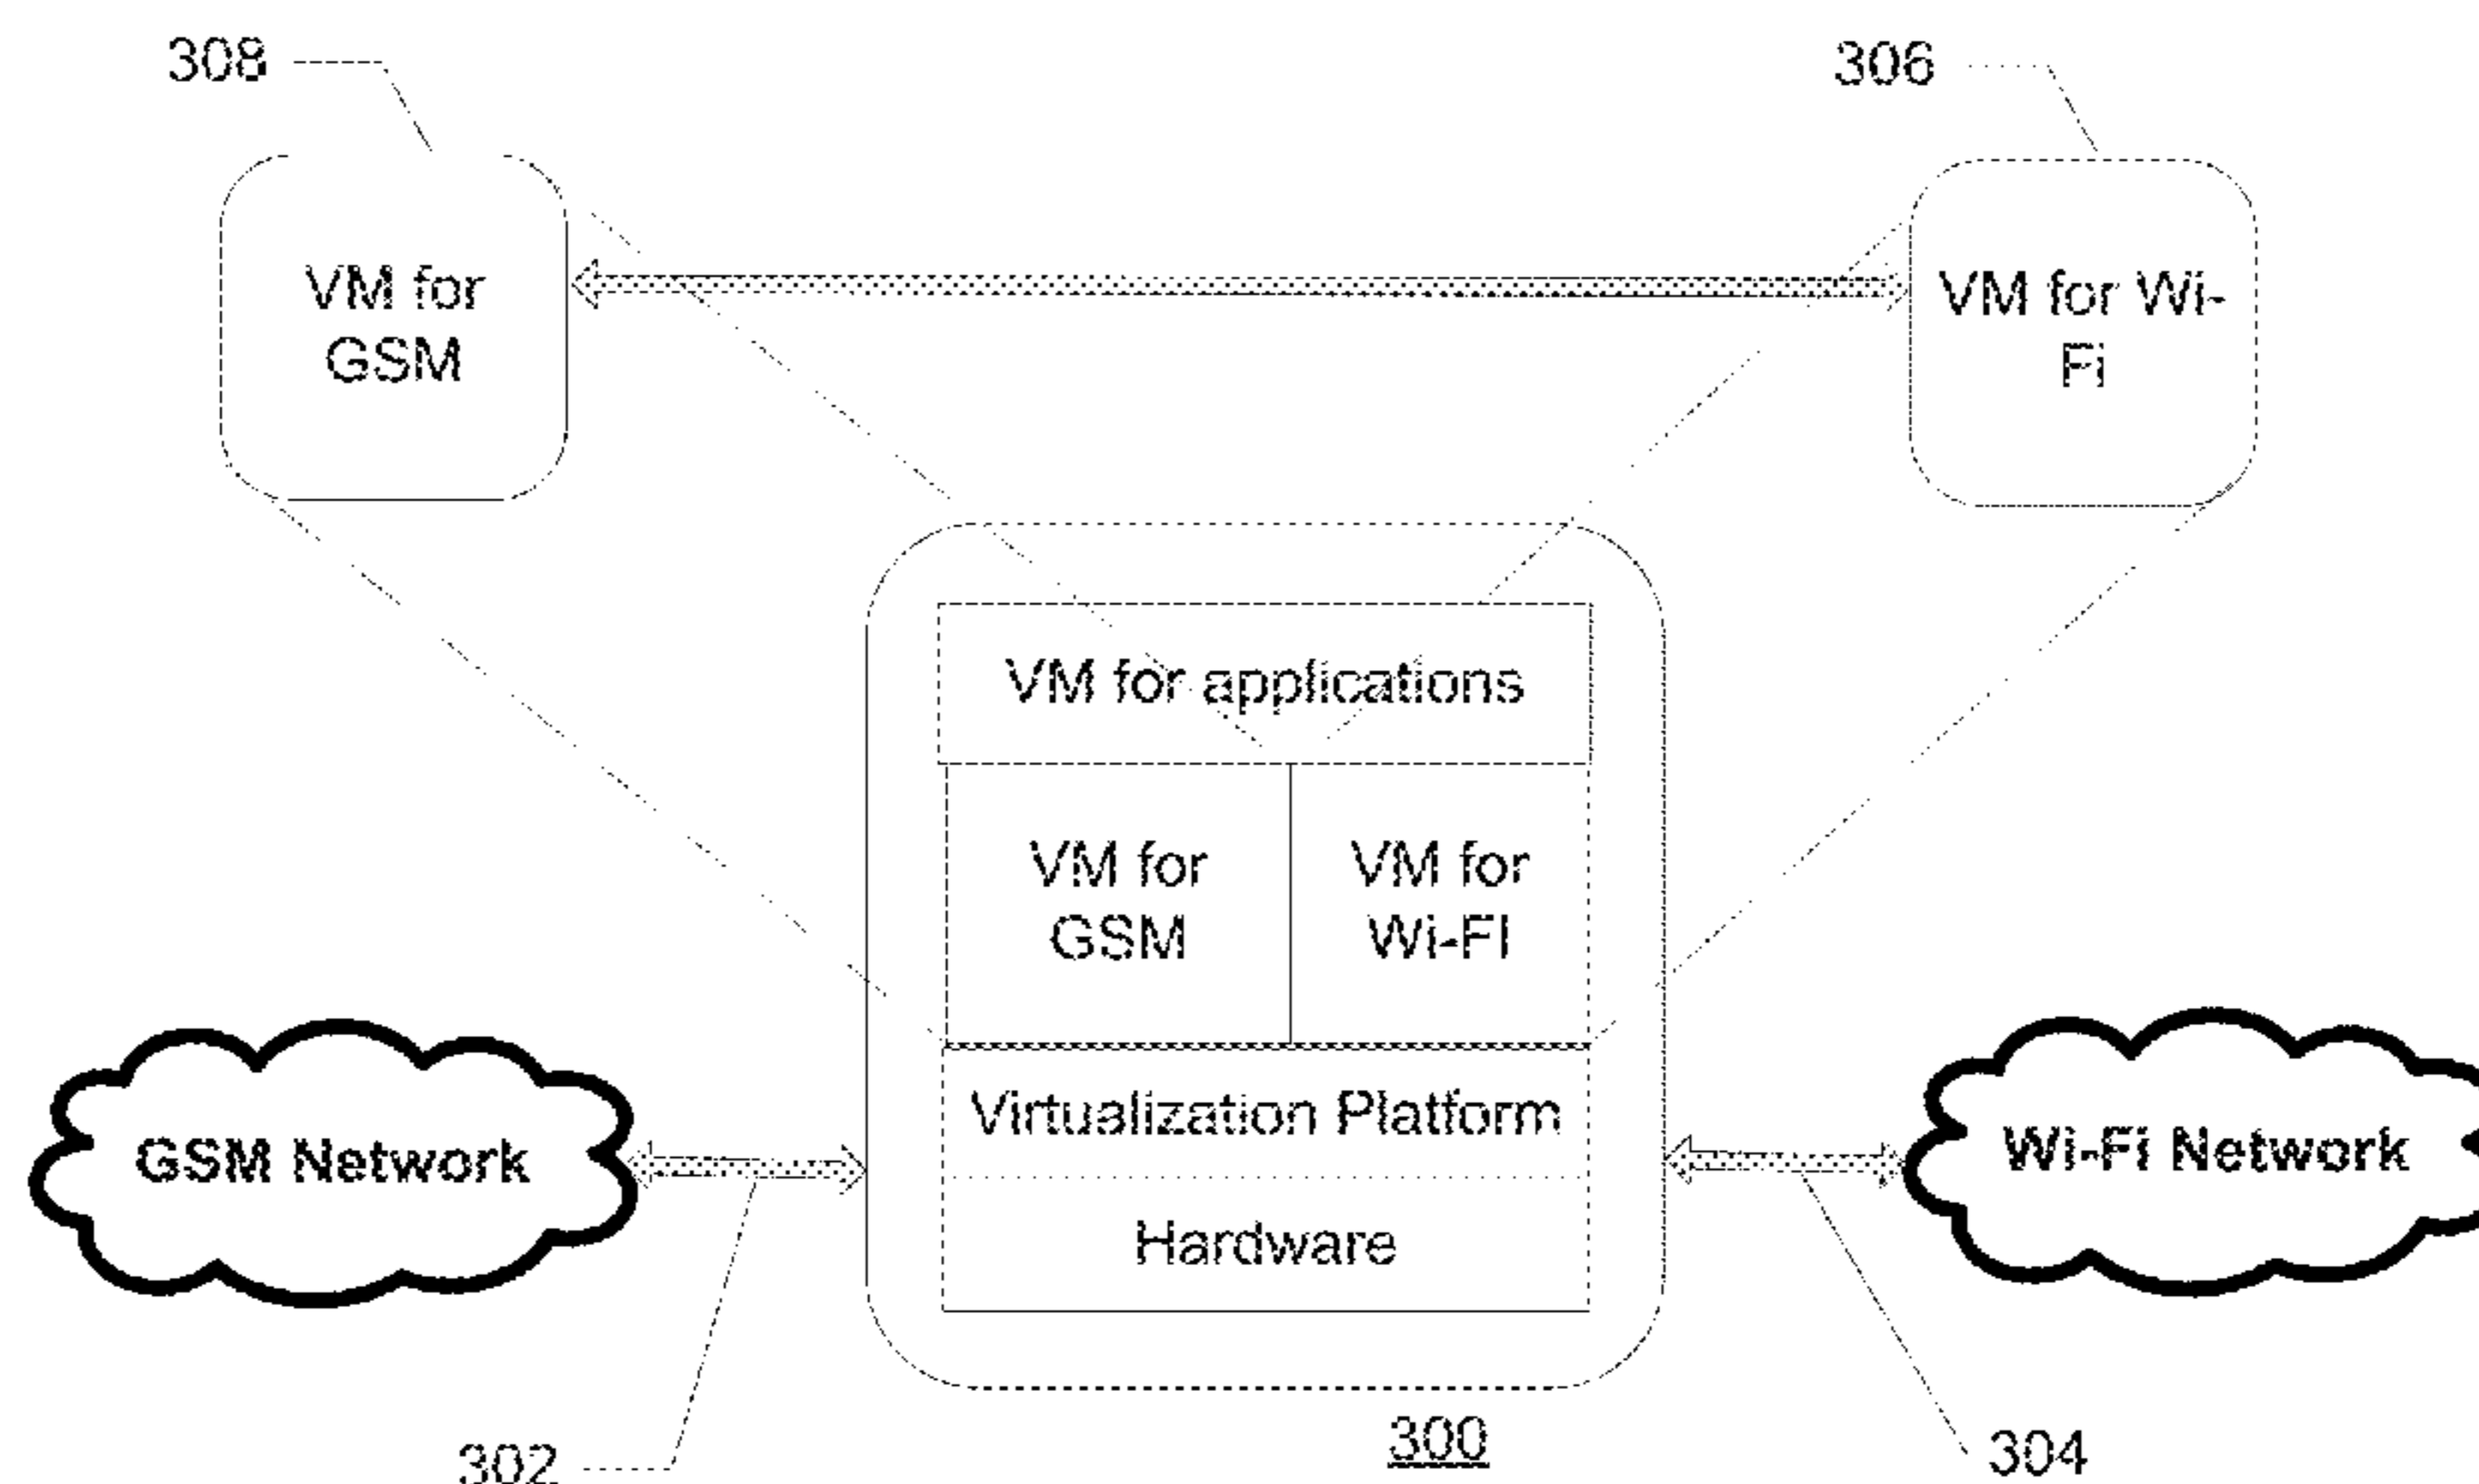 308
306
VM for
GSM
VM for Wi-
Fi
VM for applications
VM for
GSM
VM for
Wi-FI
Virtualization Platform
Hardware
GSM Network
Wi-Fi Network
302
300
304